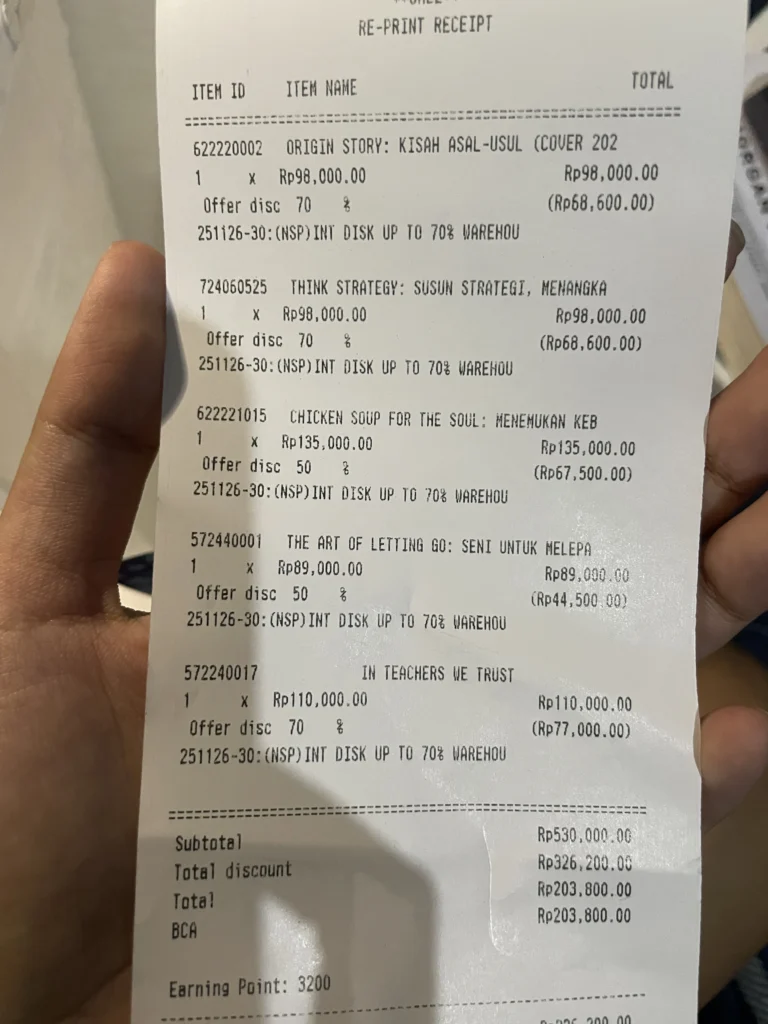 RE-PRINT RECEIPT
ITEM ID ITEM NAME TOTAL
622220002 ORIGIN STORY: KISAH ASAL-USUL (COVER 202
1 x Rp98,000.00 Rp98,000.00
Offer disc 70 % (Rp68,600.00)
251126-30:(NSP)INT DISK UP TO 70% WAREHOU
724060525 THINK STRATEGY: SUSUN STRATEGI, MENANGKA
1 x Rp98,000.00 Rp98,000.00
Offer disc 70 % (Rp68,600.00)
251126-30:(NSP)INT DISK UP TO 70% WAREHOU
622221015 CHICKEN SOUP FOR THE SOUL: MENEMUKAN KEB
1 x Rp135,000.00 Rp135,000.00
Offer disc 50 % (Rp67,500.00)
251126-30:(NSP)INT DISK UP TO 70% WAREHOU
572440001 THE ART OF LETTING GO: SENI UNTUK MELEPA
1 x Rp89,000.00 Rp89,000.00
Offer disc 50 % (Rp44,500.00)
251126-30:(NSP)INT DISK UP TO 70% WAREHOU
572240017 IN TEACHERS WE TRUST
1 x Rp110,000.00 Rp110,000.00
Offer disc 70 % (Rp77,000.00)
251126-30:(NSP)INT DISK UP TO 70% WAREHOU
Subtotal Rp530,000.00
Total discount Rp326,200.00
Total Rp203,800.00
BCA Rp203,800.00
Earning Point: 3200